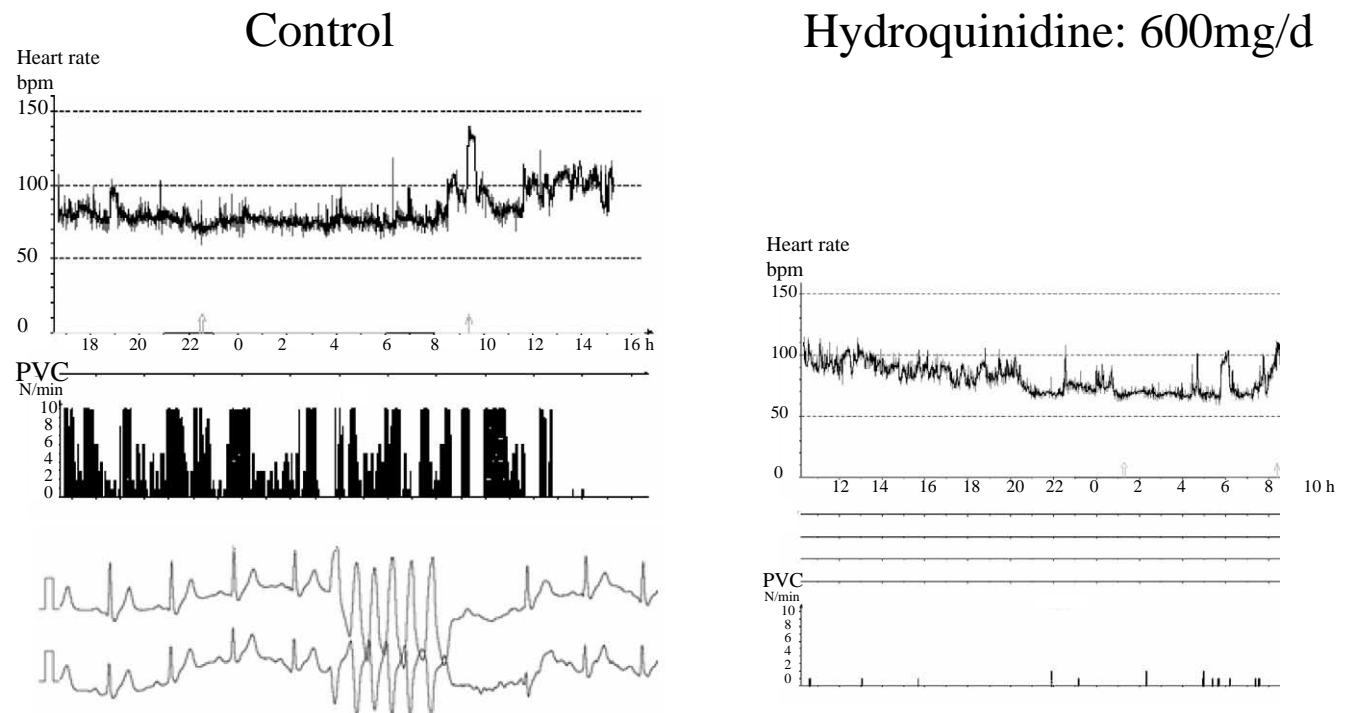 Control
Heart rate
bpm
150
100
50
0
18 20 22 0 2 4 6 8 10 12 14 16 h
PVC
N/min
10
8
6
4
2
0
Hydroquinidine: 600mg/d
Heart rate
bpm
150
100
50
0
12 14 16 18 20 22 0 2 4 6 8 10 h
PVC
N/min
10
8
6
4
2
0